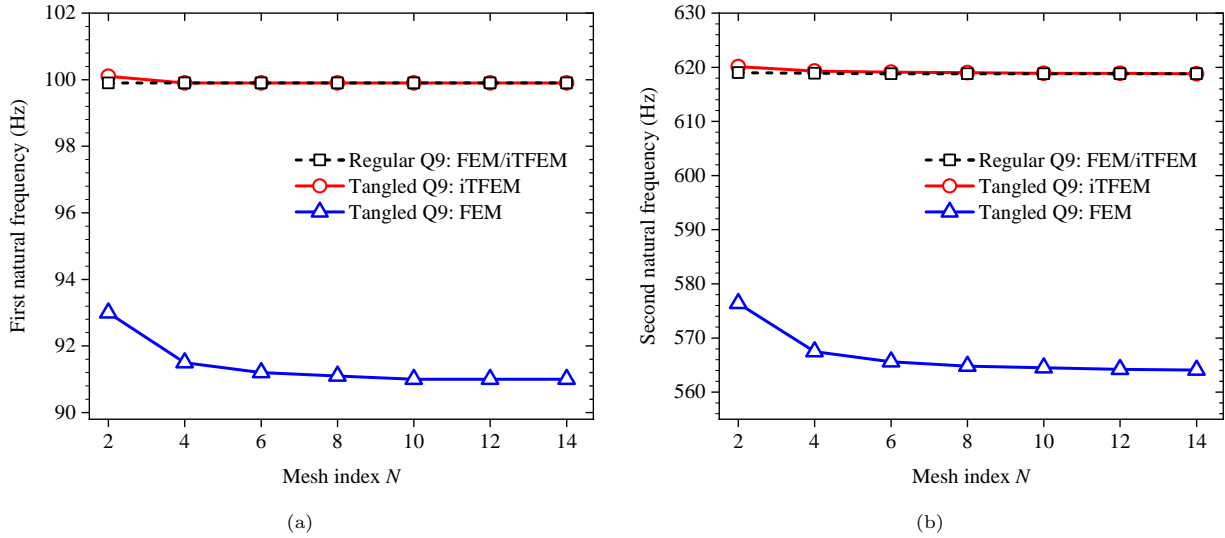 102
100
98
96
94
92
90
First natural frequency (Hz)
Regular Q9: FEM/iTFEM
Tangled Q9: iTFEM
Tangled Q9: FEM
2 4 6 8 10 12 14
Mesh index N
(a)
630
620
610
600
590
580
570
560
Second natural frequency (Hz)
Regular Q9: FEM/iTFEM
Tangled Q9: iTFEM
Tangled Q9: FEM
2 4 6 8 10 12 14
Mesh index N
(b)